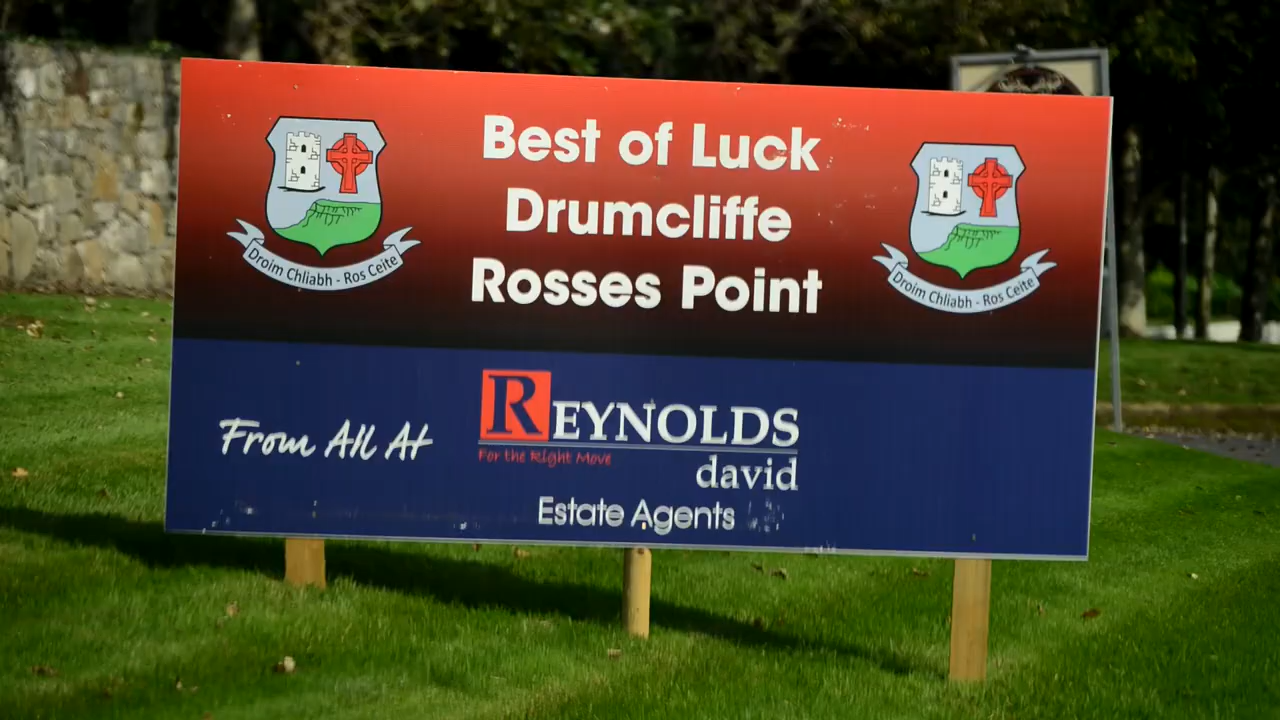 Best of Luck
Drumcliffe
Rosses Point
Droim Chliabh - Ros Ceite
Droim Chliabh - Ros Ceite
From All At
REYNOLDS
For the Right Move
david
Estate Agents